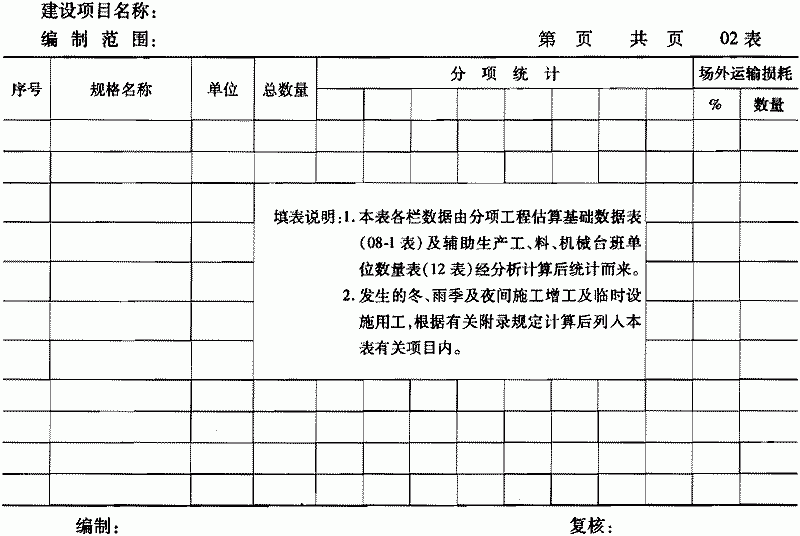 建设项目名称：
编制范围： 第 页 共 页 02表
序号 规格名称 单位 总数量 分项统计 场外运输损耗
% 数量
填表说明：1. 本表各栏数据由分项工程估算基础数据表
(08-1表)及辅助生产工、料、机械台班单
位数量表(12表)经分析计算后统计而来。
2. 发生的冬、雨季及夜间施工增工及临时设
施用工，根据有关附录规定计算后列入本
表有关项目内。
编制： 复核：